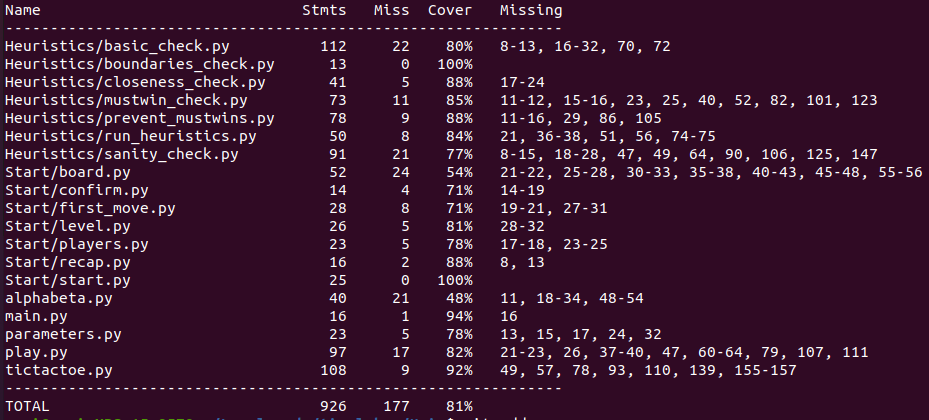 Name Stmts Miss Cover Missing
---------------------------------------------------------------
Heuristics/basic_check.py 112 22 80% 8-13, 16-32, 70, 72
Heuristics/boundaries_check.py 13 0 100%
Heuristics/closeness_check.py 41 5 88% 17-24
Heuristics/mustwin_check.py 73 11 85% 11-12, 15-16, 23, 25, 40, 52, 82, 101, 123
Heuristics/prevent_mustwins.py 78 9 88% 11-16, 29, 86, 105
Heuristics/run_heuristics.py 50 8 84% 21, 36-38, 51, 56, 74-75
Heuristics/sanity_check.py 91 21 77% 8-15, 18-28, 47, 49, 64, 90, 106, 125, 147
Start/board.py 52 24 54% 21-22, 25-28, 30-33, 35-38, 40-43, 45-48, 55-56
Start/confirm.py 14 4 71% 14-19
Start/first_move.py 28 8 71% 19-21, 27-31
Start/level.py 26 5 81% 28-32
Start/players.py 23 5 78% 17-18, 23-25
Start/recap.py 16 2 88% 8, 13
Start/start.py 25 0 100%
alphabeta.py 40 21 48% 11, 18-34, 48-54
main.py 16 1 94% 16
parameters.py 23 5 78% 13, 15, 17, 24, 32
play.py 97 17 82% 21-23, 26, 37-40, 47, 60-64, 79, 107, 111
tictactoe.py 108 9 92% 49, 57, 78, 93, 110, 139, 155-157
---------------------------------------------------------------
TOTAL 926 177 81%